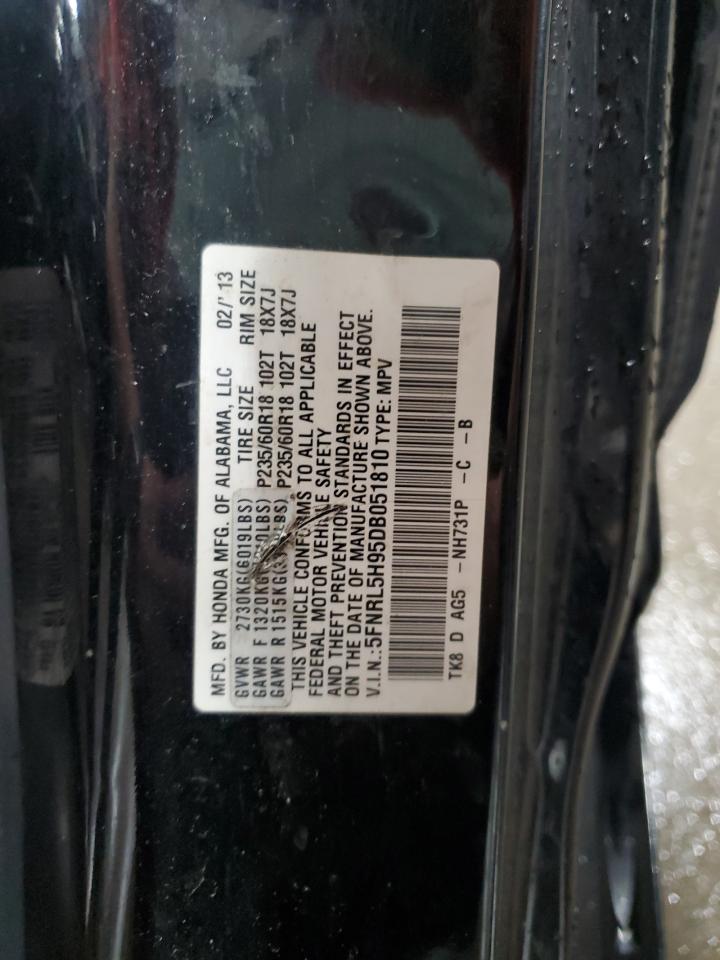 MFD. BY HONDA MFG. OF ALABAMA, LLC 02/'13
GVWR 2730KG(6019LBS) TIRE SIZE RIM SIZE
GAWR F 1320KG LBS) P235/60R18 102T 18X7J
GAWR R 1515KG LBS) P235/60R18 102T 18X7J
THIS VEHICLE CONFORMS TO ALL APPLICABLE
FEDERAL MOTOR VEHICLE SAFETY
AND THEFT PREVENTION STANDARDS IN EFFECT
ON THE DATE OF MANUFACTURE SHOWN ABOVE.
V.I.N.:5FNRL5H95DB051810 TYPE: MPV
TK8 D AG5 -NH731P -C -B